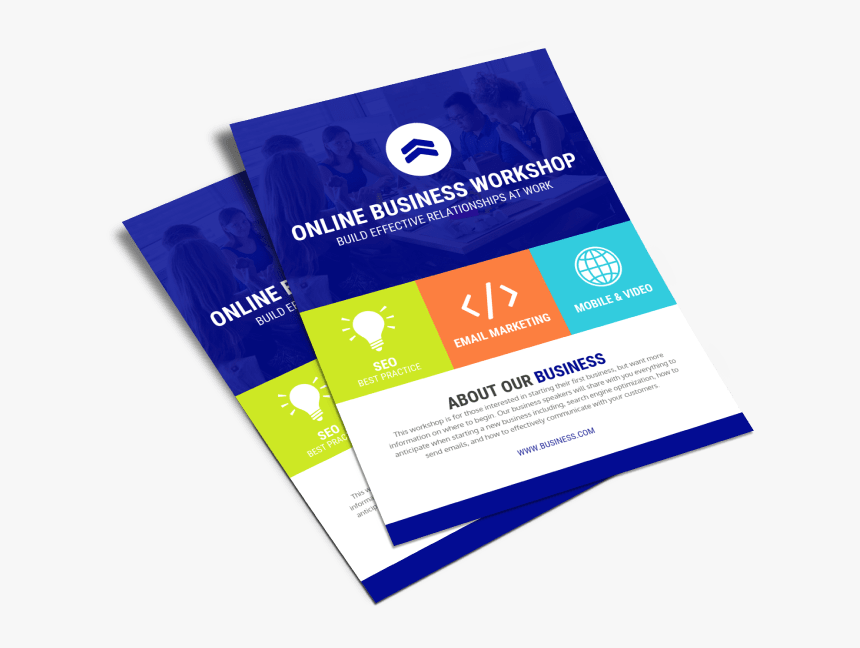 ONLINE BUSINESS WORKSHOP
BUILD EFFECTIVE RELATIONSHIPS AT WORK
SEO
BEST PRACTICE
</>
EMAIL MARKETING
MOBILE & VIDEO
ABOUT OUR BUSINESS
This workshop is for those interested in starting their first business, but want more
information on where to begin. Our business speakers will share with you everything to
anticipate when starting a new business including, search engine optimization, how to
send emails, and how to effectively communicate with your customers.
WWW.BUSINESS.COM
ONLINE B
BUILD EF
SEO
BEST PRAC
This w
informa
anticip